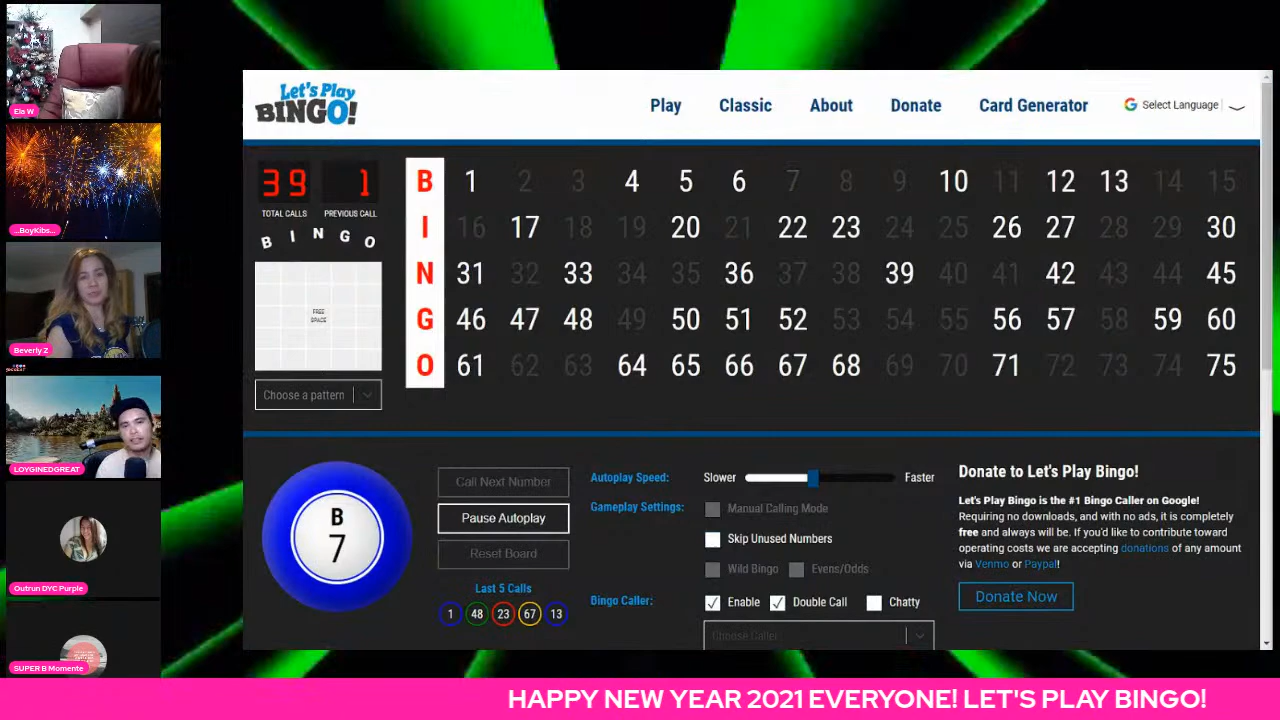 Ela W
...BoyKibs...
Beverly Z
LOYGINEDGREAT
Outrun DYC Purple
SUPER B Momente
Let's Play
BINGO!
Play Classic About Donate Card Generator Select Language
39 1
TOTAL CALLS PREVIOUS CALL
B I N G O
FREE
SPACE
Choose a pattern
B 1 2 3 4 5 6 7 8 9 10 11 12 13 14 15
I 16 17 18 19 20 21 22 23 24 25 26 27 28 29 30
N 31 32 33 34 35 36 37 38 39 40 41 42 43 44 45
G 46 47 48 49 50 51 52 53 54 55 56 57 58 59 60
O 61 62 63 64 65 66 67 68 69 70 71 72 73 74 75
B
7
Call Next Number
Pause Autoplay
Reset Board
Last 5 Calls
1 48 23 67 13
Autoplay Speed: Slower Faster
Gameplay Settings: Manual Calling Mode
Skip Unused Numbers
Wild Bingo Evens/Odds
Bingo Caller: Enable Double Call Chatty
Choose Caller
Donate to Let's Play Bingo!
Let's Play Bingo is the #1 Bingo Caller on Google!
Requiring no downloads, and with no ads, it is completely
free and always will be. If you'd like to contribute toward
operating costs we are accepting donations of any amount
via Venmo or Paypal!
Donate Now
HAPPY NEW YEAR 2021 EVERYONE! LET'S PLAY BINGO!